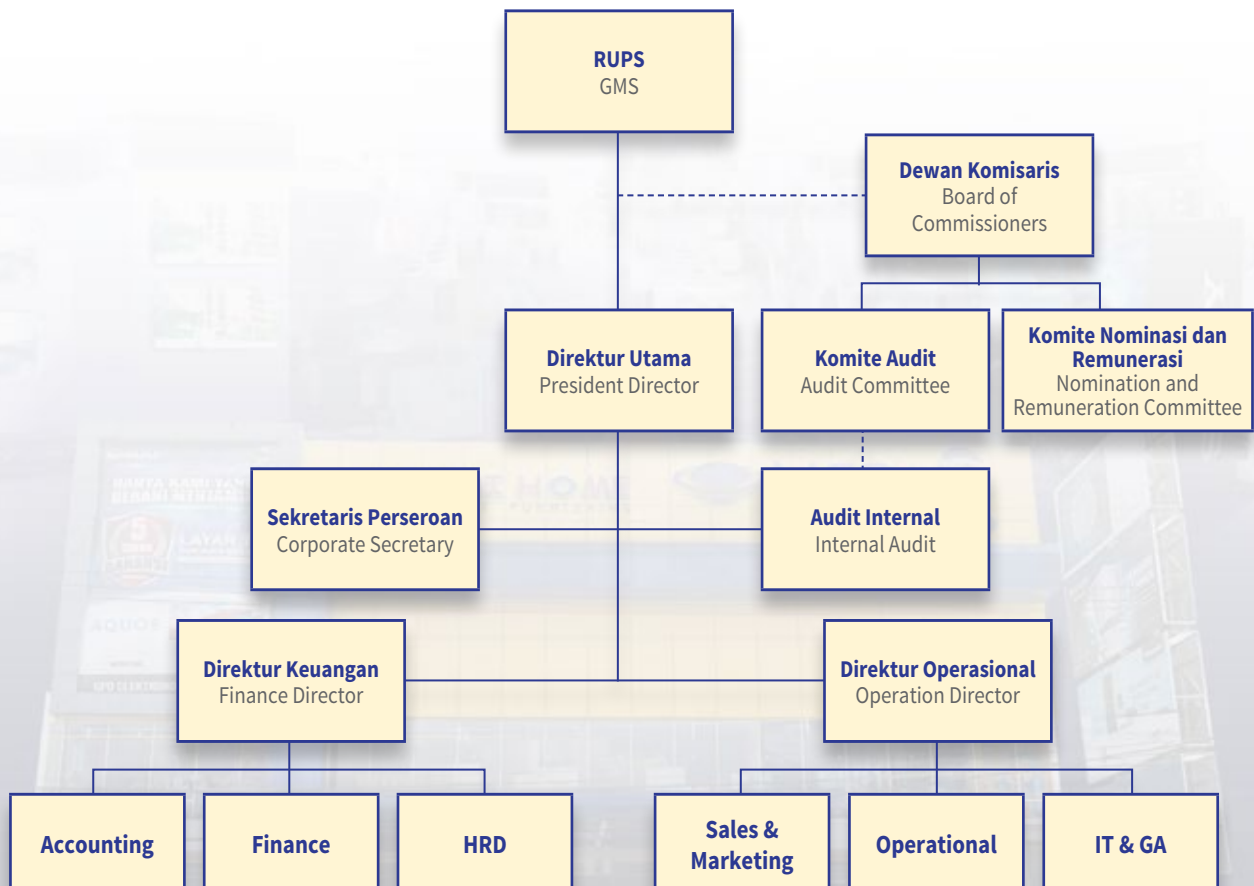 RUPS
GMS
Dewan Komisaris
Board of
Commissioners
Direktur Utama
President Director
Komite Audit
Audit Committee
Komite Nominasi dan
Remunerasi
Nomination and
Remuneration Committee
Sekretaris Perseroan
Corporate Secretary
Audit Internal
Internal Audit
Direktur Keuangan
Finance Director
Direktur Operasional
Operation Director
Accounting
Finance
HRD
Sales &
Marketing
Operational
IT & GA
AQUOS